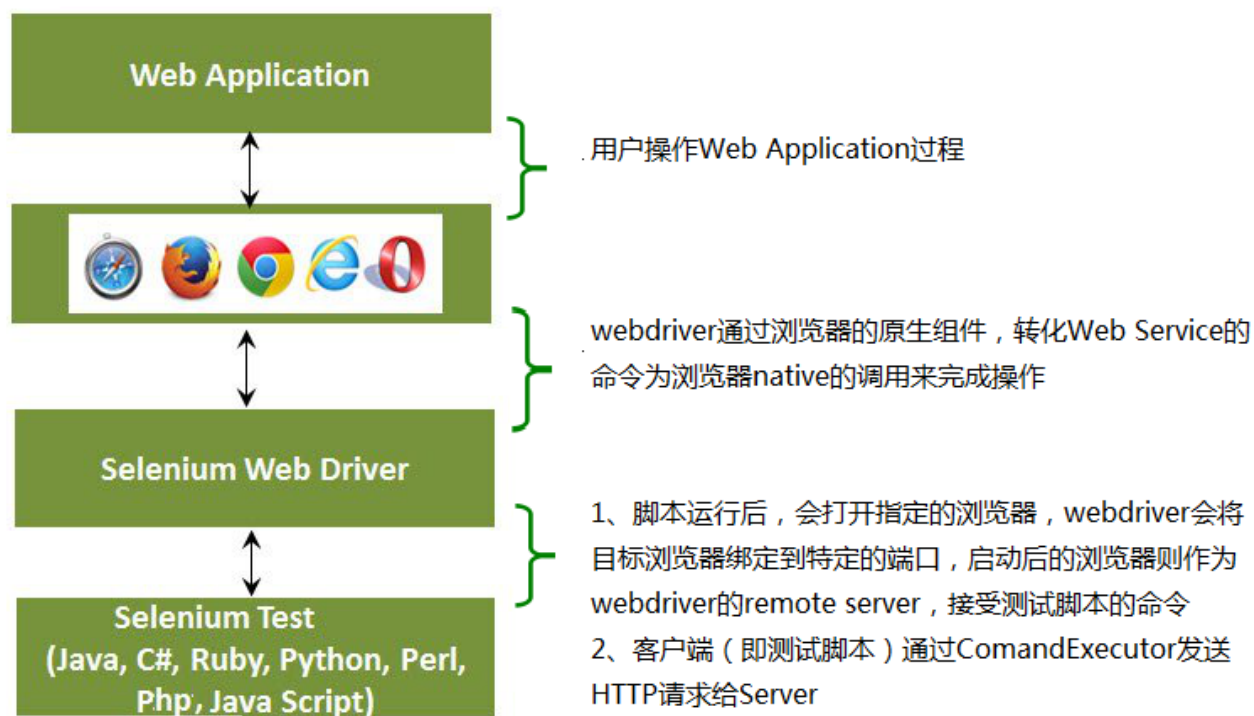 Web Application
.用户操作Web Application过程
.webdriver通过浏览器的原生组件，转化Web Service的
命令为浏览器native的调用来完成操作
Selenium Web Driver
1、脚本运行后，会打开指定的浏览器，webdriver会将
目标浏览器绑定到特定的端口，启动后的浏览器则作为
webdriver的remote server，接受测试脚本的命令
2、客户端（即测试脚本）通过ComandExecutor发送
HTTP请求给Server
Selenium Test
(Java, C#, Ruby, Python, Perl,
Php, Java Script)